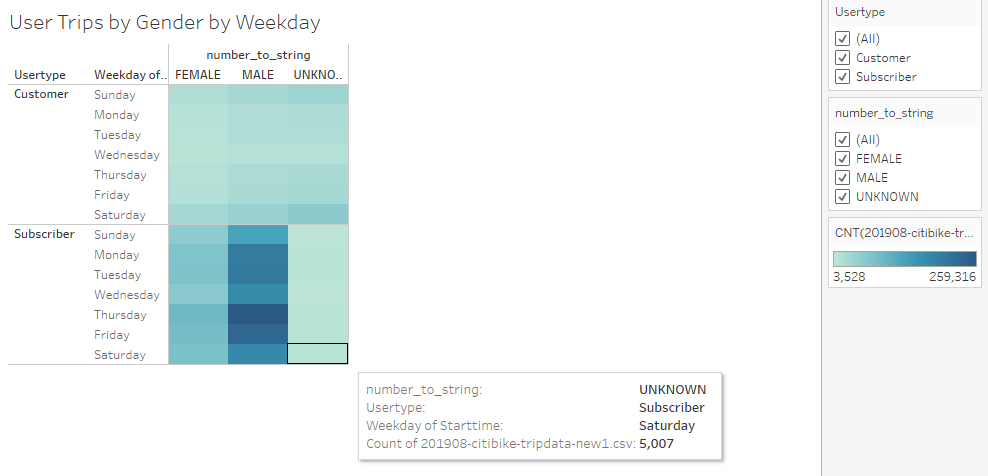 User Trips by Gender by Weekday
number_to_string
Usertype Weekday of.. FEMALE MALE UNKNO..
Customer Sunday
Monday
Tuesday
Wednesday
Thursday
Friday
Saturday
Subscriber Sunday
Monday
Tuesday
Wednesday
Thursday
Friday
Saturday
number_to_string: UNKNOWN
Usertype: Subscriber
Weekday of Starttime: Saturday
Count of 201908-citibike-tripdata-new1.csv: 5,007
Usertype
(All)
Customer
Subscriber
number_to_string
(All)
FEMALE
MALE
UNKNOWN
CNT(201908-citibike-tr...
3,528 259,316